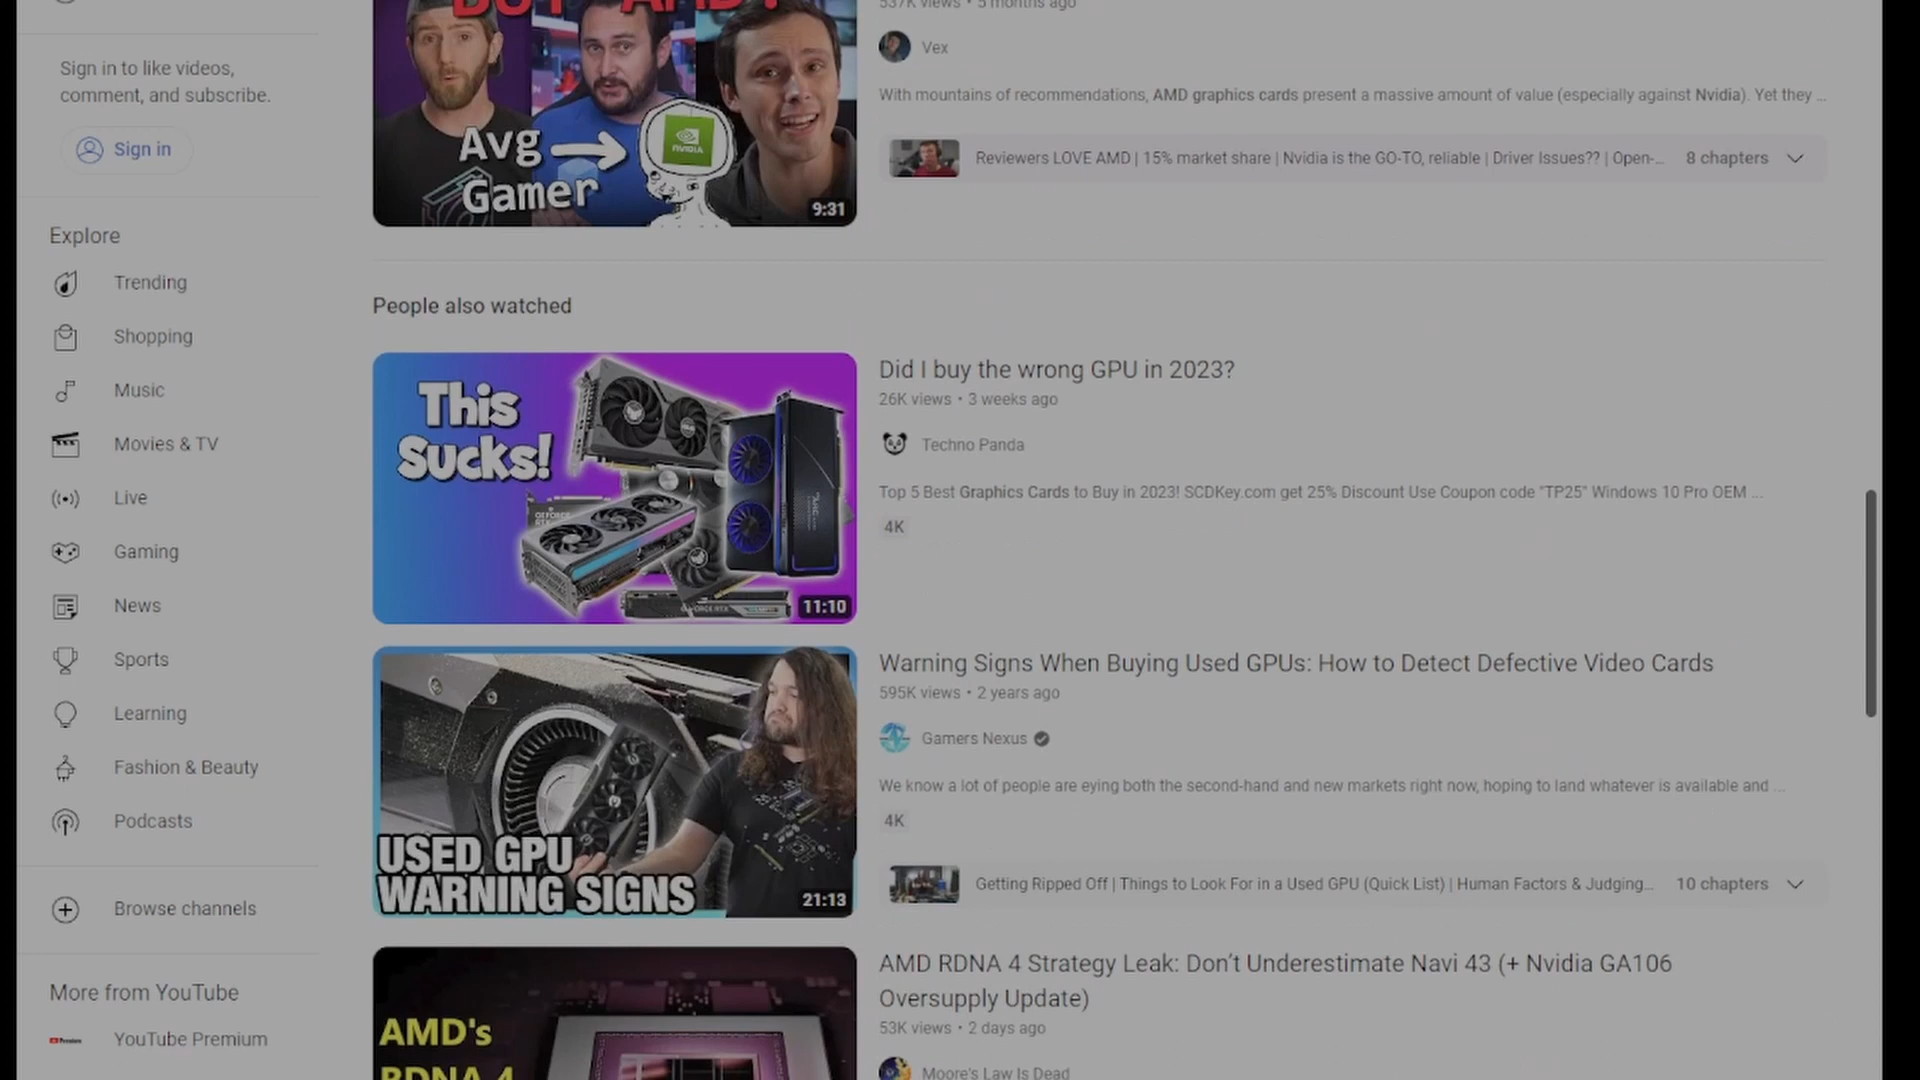 Sign in to like videos,
comment, and subscribe.
Sign in
Explore
Trending
Shopping
Music
Movies & TV
Live
Gaming
News
Sports
Learning
Fashion & Beauty
Podcasts
Browse channels
More from YouTube
YouTube Premium
BUY AMD?
Avg
Gamer
NVIDIA
9:31
537K views • 5 months ago
Vex
With mountains of recommendations, AMD graphics cards present a massive amount of value (especially against Nvidia). Yet they ...
Reviewers LOVE AMD | 15% market share | Nvidia is the GO-TO, reliable | Driver Issues?? | Open-...
8 chapters
People also watched
This
Sucks!
11:10
Did I buy the wrong GPU in 2023?
26K views • 3 weeks ago
Techno Panda
Top 5 Best Graphics Cards to Buy in 2023! SCDKey.com get 25% Discount Use Coupon code "TP25" Windows 10 Pro OEM ...
4K
USED GPU
WARNING SIGNS
21:13
Warning Signs When Buying Used GPUs: How to Detect Defective Video Cards
595K views • 2 years ago
Gamers Nexus
We know a lot of people are eying both the second-hand and new markets right now, hoping to land whatever is available and ...
4K
Getting Ripped Off | Things to Look For in a Used GPU (Quick List) | Human Factors & Judging...
10 chapters
AMD's
RDNA 4
AMD RDNA 4 Strategy Leak: Don't Underestimate Navi 43 (+ Nvidia GA106
Oversupply Update)
53K views • 2 days ago
Moore's Law Is Dead